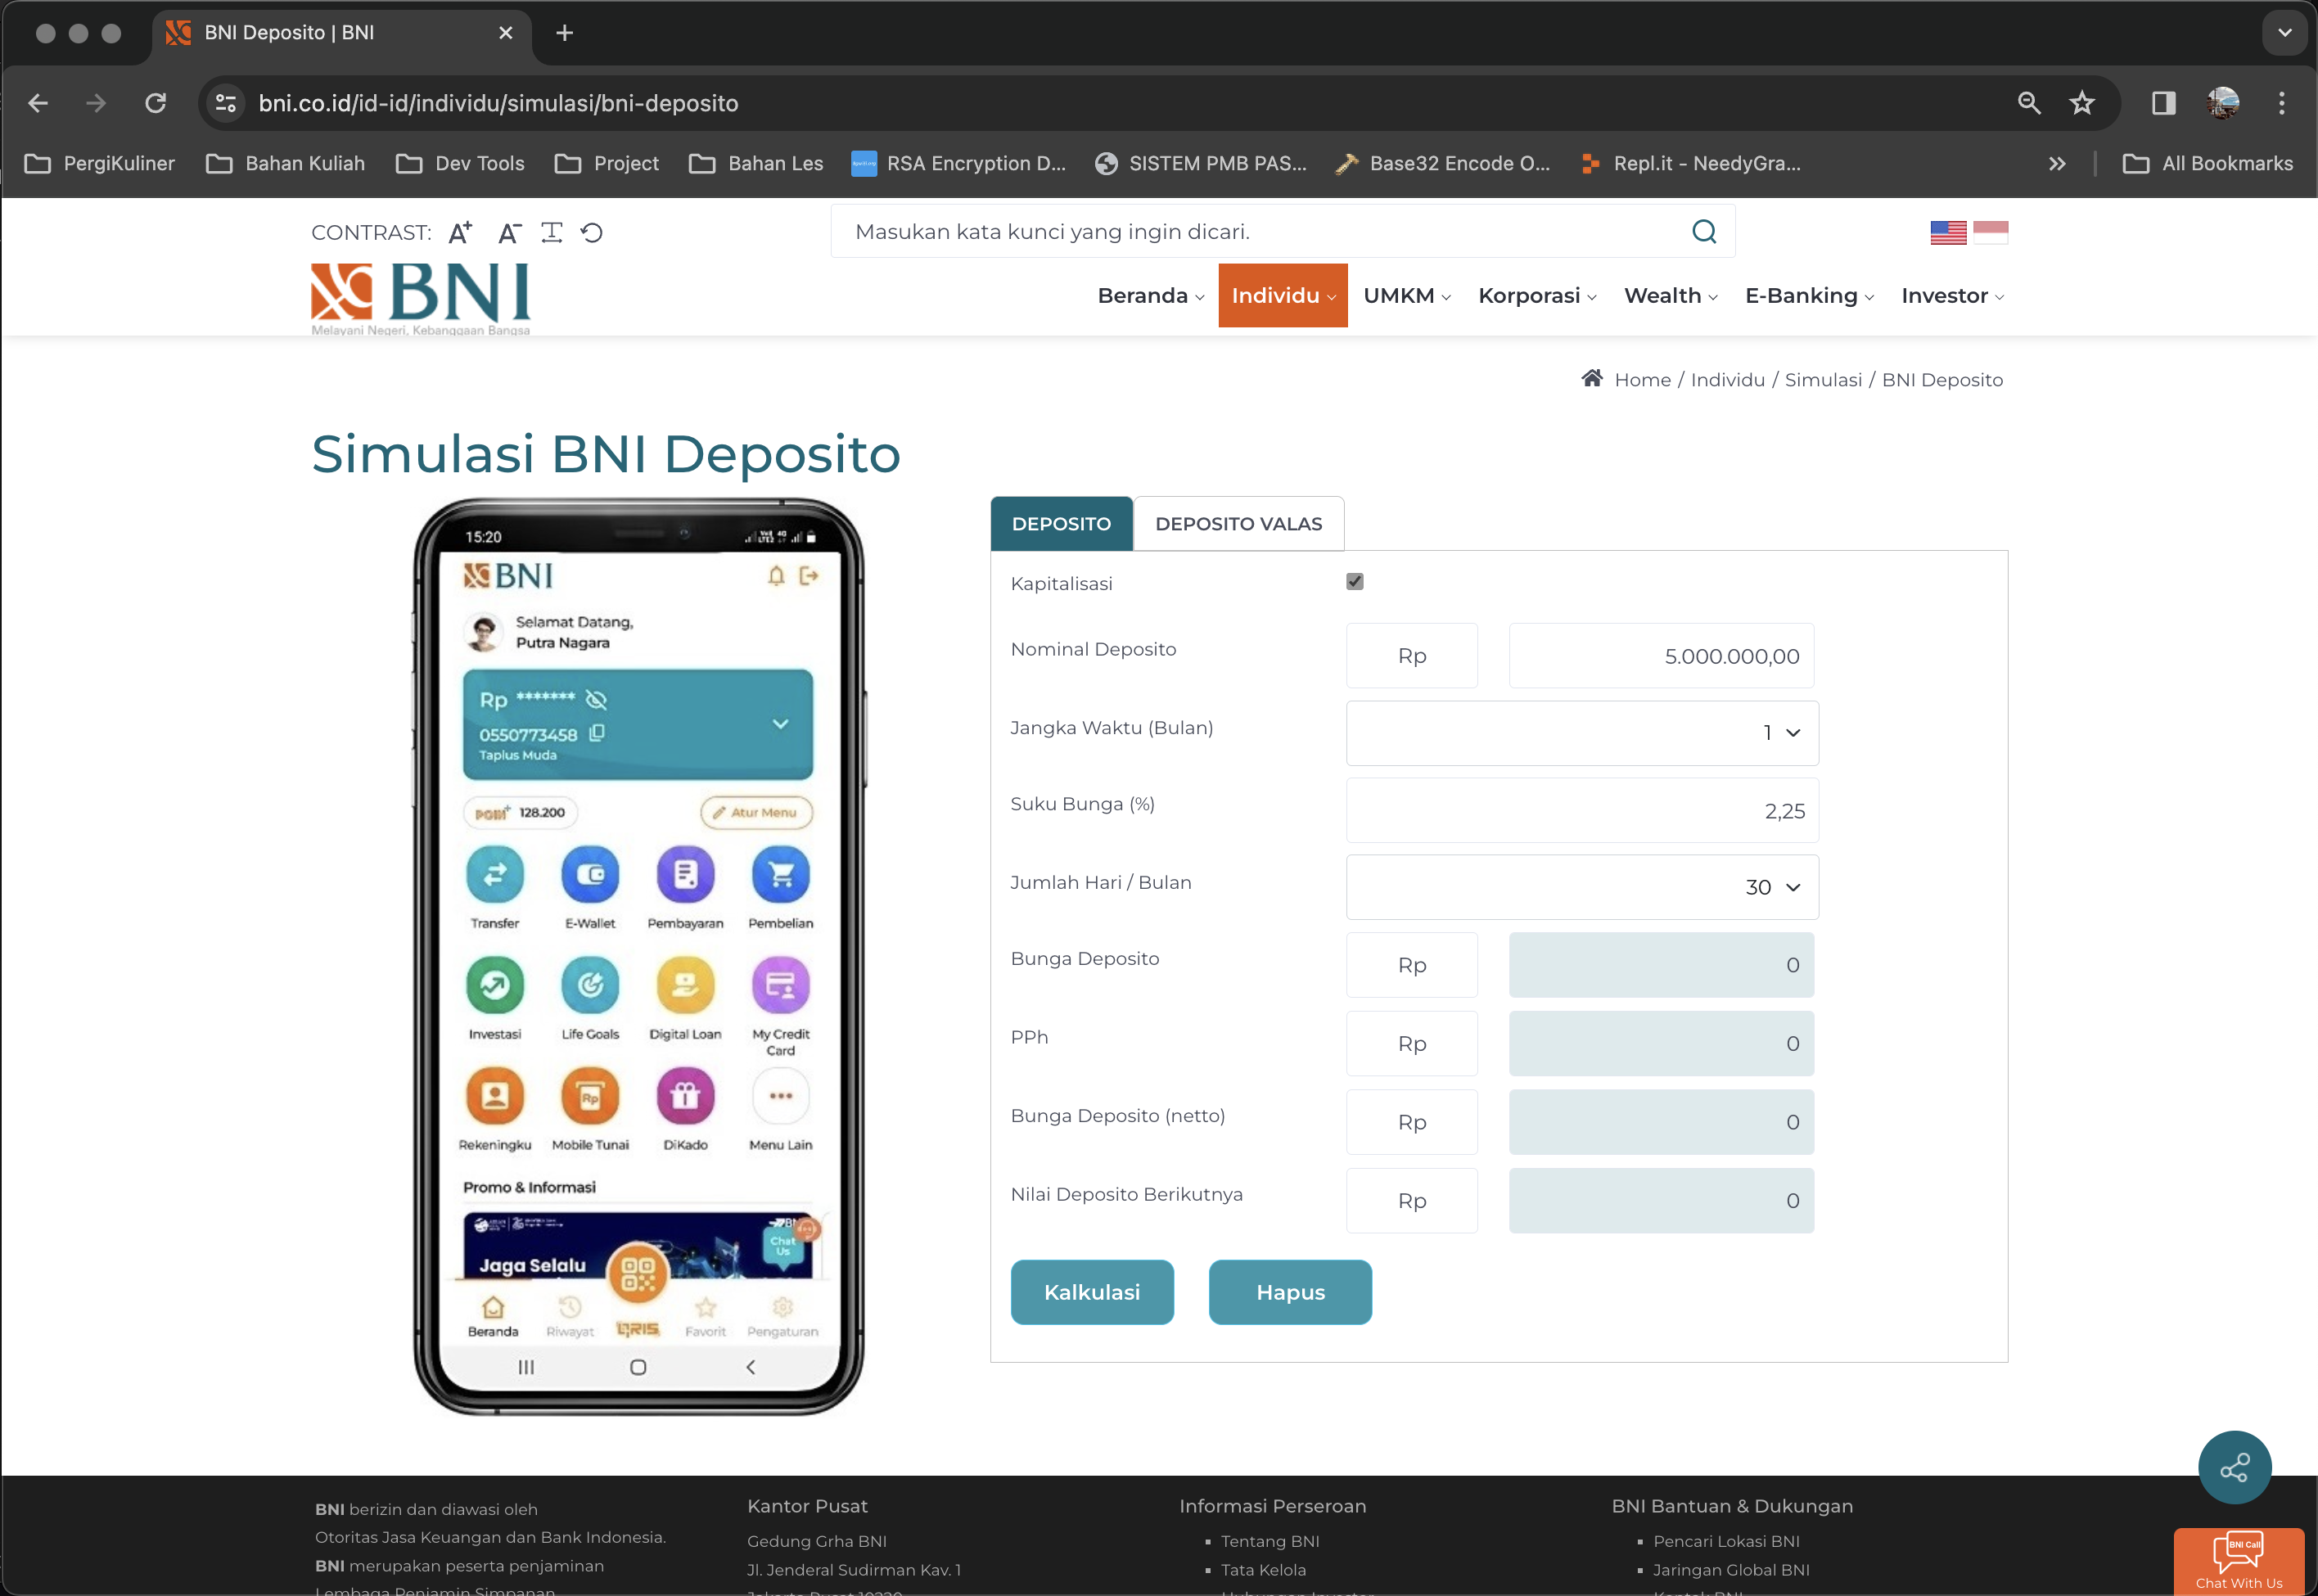 BNI Deposito | BNI
bni.co.id/id-id/individu/simulasi/bni-deposito
PergiKuliner
Bahan Kuliah
Dev Tools
Project
Bahan Les
RSA Encryption D...
SISTEM PMB PAS...
Base32 Encode O...
Repl.it - NeedyGra...
All Bookmarks
CONTRAST: A+ A-
Masukan kata kunci yang ingin dicari.
BNI
Melayani Negeri, Kebanggaan Bangsa
Beranda
Individu
UMKM
Korporasi
Wealth
E-Banking
Investor
Home / Individu / Simulasi / BNI Deposito
Simulasi BNI Deposito
15:20
BNI
Selamat Datang,
Putra Nagara
Rp *******
0550773458
Taplus Muda
128.200
Atur Menu
Transfer
E-Wallet
Pembayaran
Pembelian
Investasi
Life Goals
Digital Loan
My Credit
Card
Rp
Rekeningku
Mobile Tunai
DiKado
Menu Lain
Promo & Informasi
Chat
Us
Jaga Selalu
Beranda
Riwayat
QRIS
Favorit
Pengaturan
DEPOSITO
DEPOSITO VALAS
Kapitalisasi
Nominal Deposito
Rp
5.000.000,00
Jangka Waktu (Bulan)
1
Suku Bunga (%)
2,25
Jumlah Hari / Bulan
30
Bunga Deposito
Rp
0
PPh
Rp
0
Bunga Deposito (netto)
Rp
0
Nilai Deposito Berikutnya
Rp
0
Kalkulasi
Hapus
BNI berizin dan diawasi oleh
Otoritas Jasa Keuangan dan Bank Indonesia.
BNI merupakan peserta penjaminan
Lembaga Penjamin Simpanan
Kantor Pusat
Gedung Grha BNI
Jl. Jenderal Sudirman Kav. 1
Informasi Perseroan
Tentang BNI
Tata Kelola
BNI Bantuan & Dukungan
Pencari Lokasi BNI
Jaringan Global BNI
BNI Call
Chat With Us